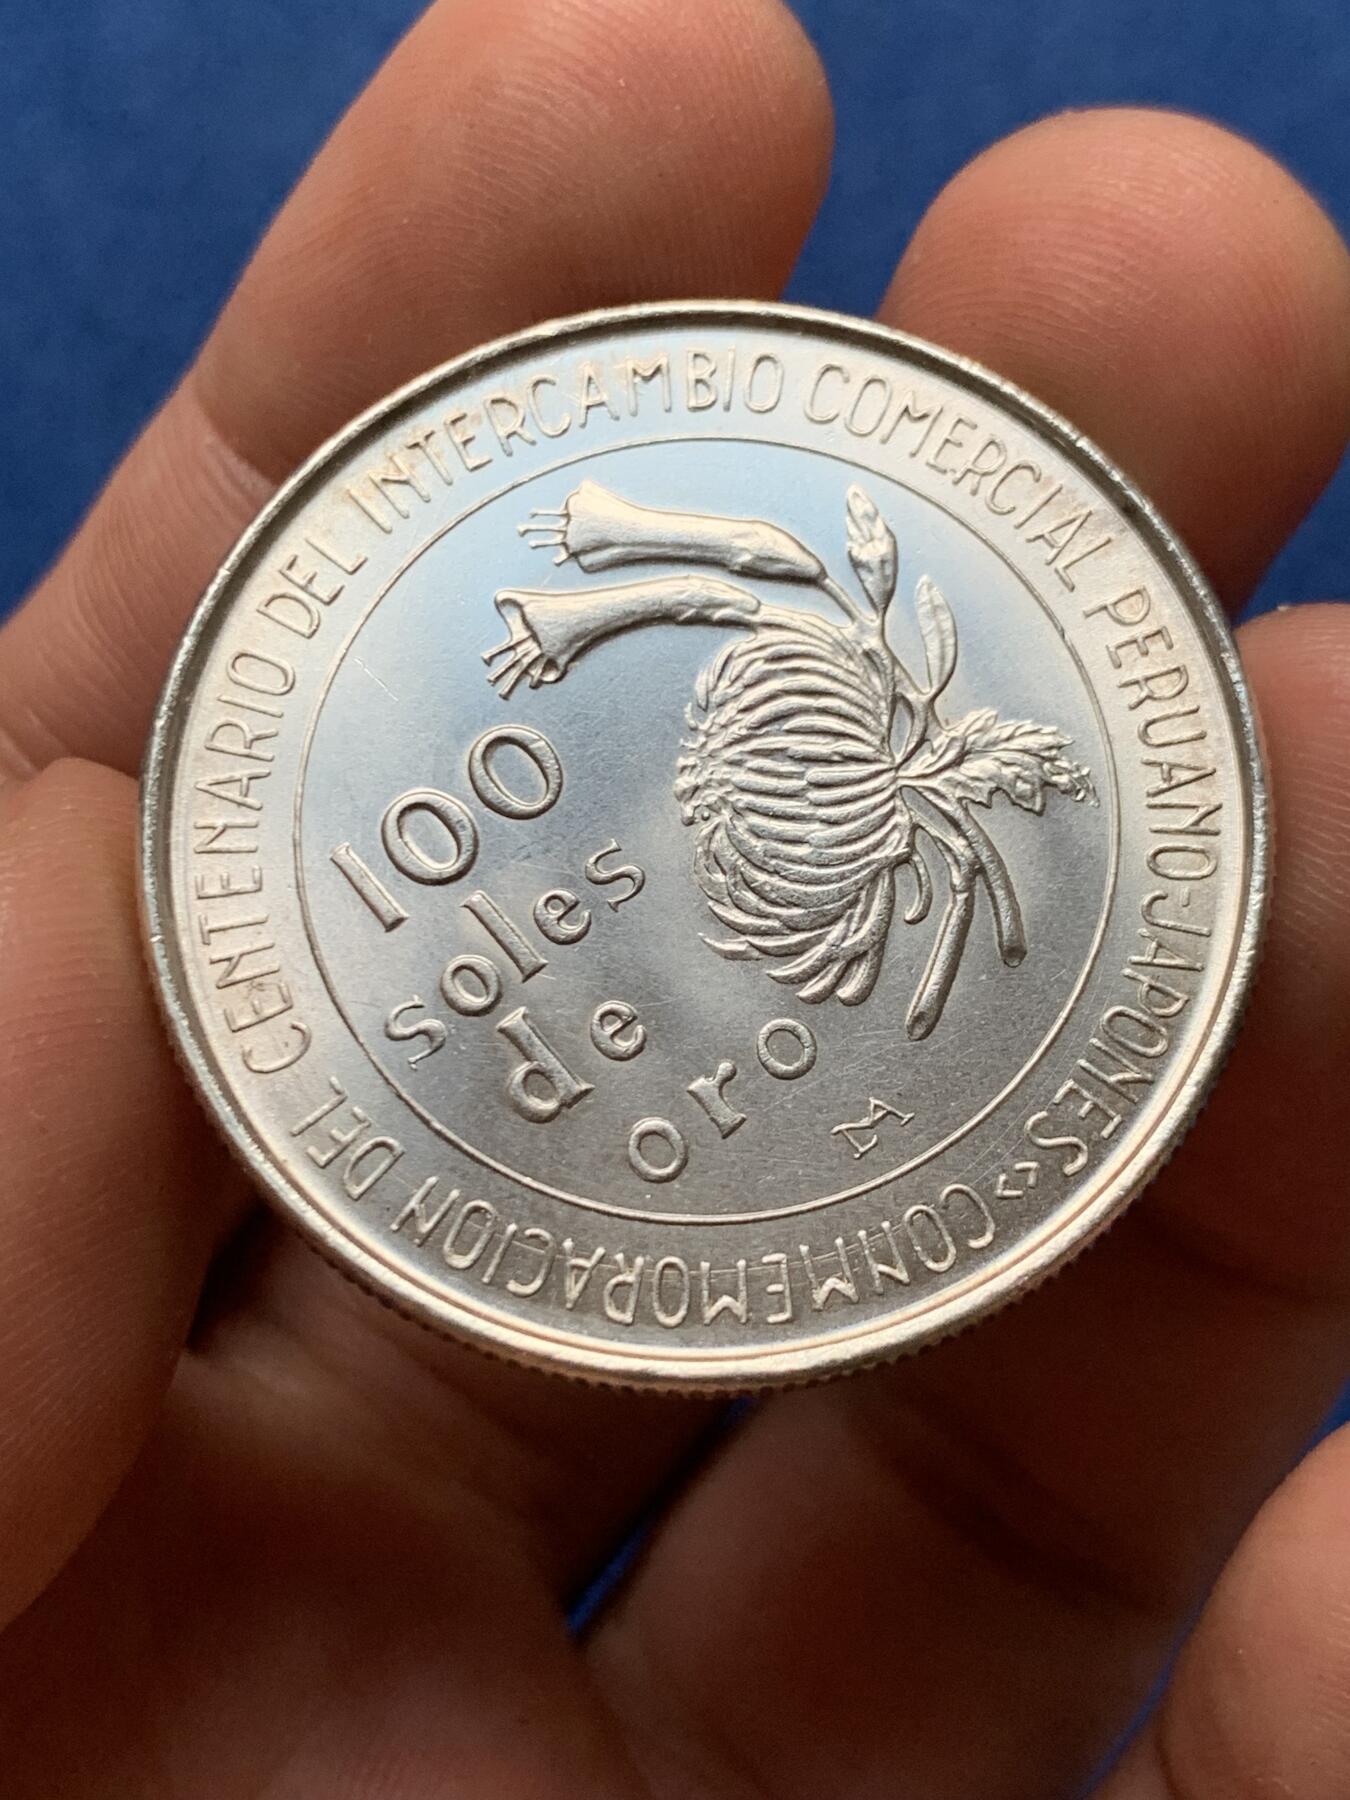 CONMEMORACION DEL CENTENARIO DEL INTERCAMBIO COMERCIAL PERUANO-JAPONES
100
soles
de
oro